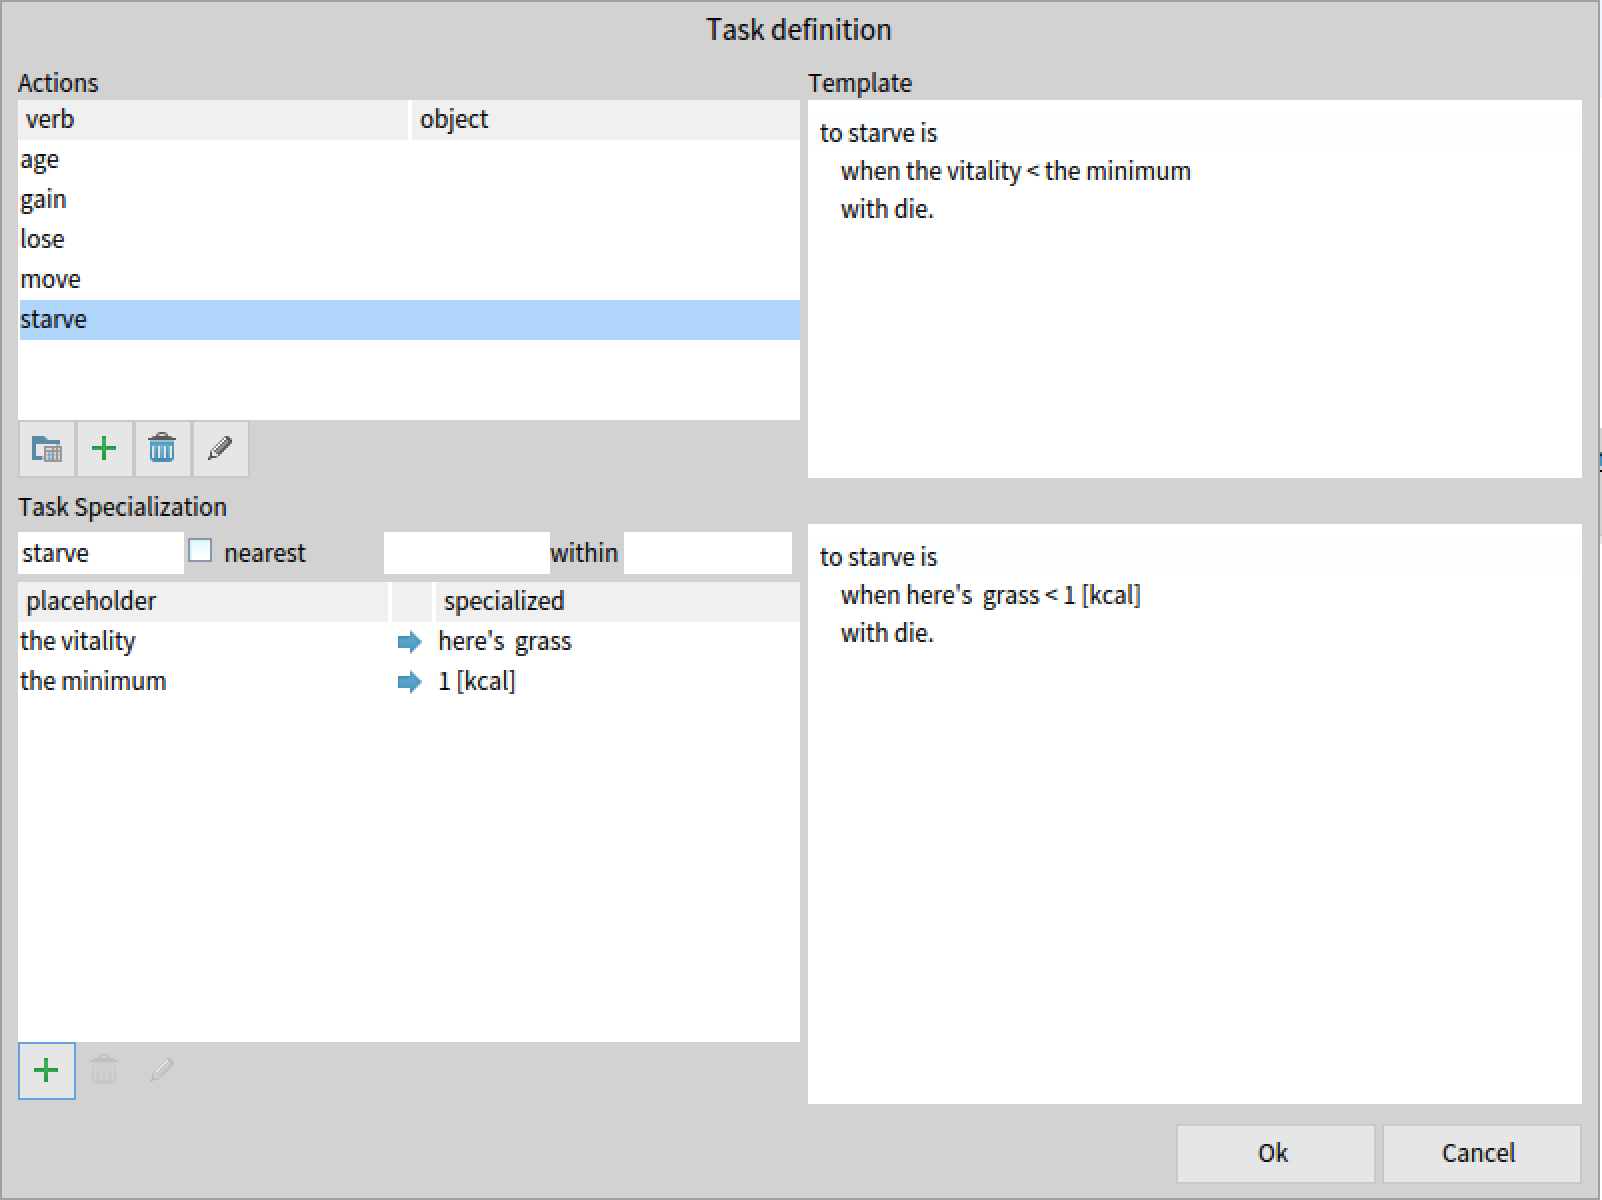 Task definition
Actions
verb object
age
gain
lose
move
starve
Template
to starve is
when the vitality < the minimum
with die.
Task Specialization
starve nearest within
placeholder specialized
the vitality here's  grass
the minimum 1 [kcal]
to starve is
when here's  grass < 1 [kcal]
with die.
Ok Cancel